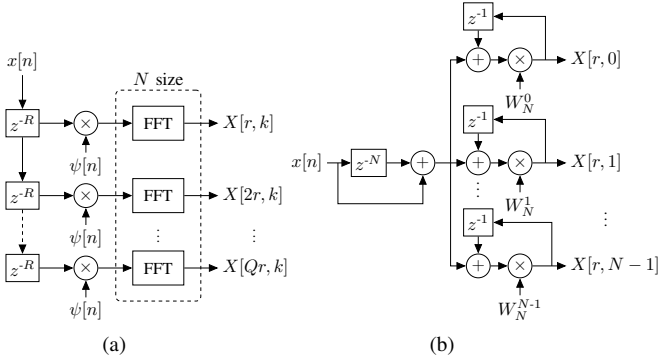 x[n]
N size
z^{-R}
×
FFT
X[r, k]
ψ[n]
z^{-R}
×
FFT
X[2r, k]
ψ[n]
⋮
⋮
z^{-R}
×
FFT
X[Qr, k]
ψ[n]
(a)
z^{-1}
+
×
X[r, 0]
W_N^0
z^{-1}
x[n]
z^{-N}
+
+
×
X[r, 1]
⋮
W_N^1
⋮
z^{-1}
+
×
X[r, N − 1]
W_N^{N-1}
(b)